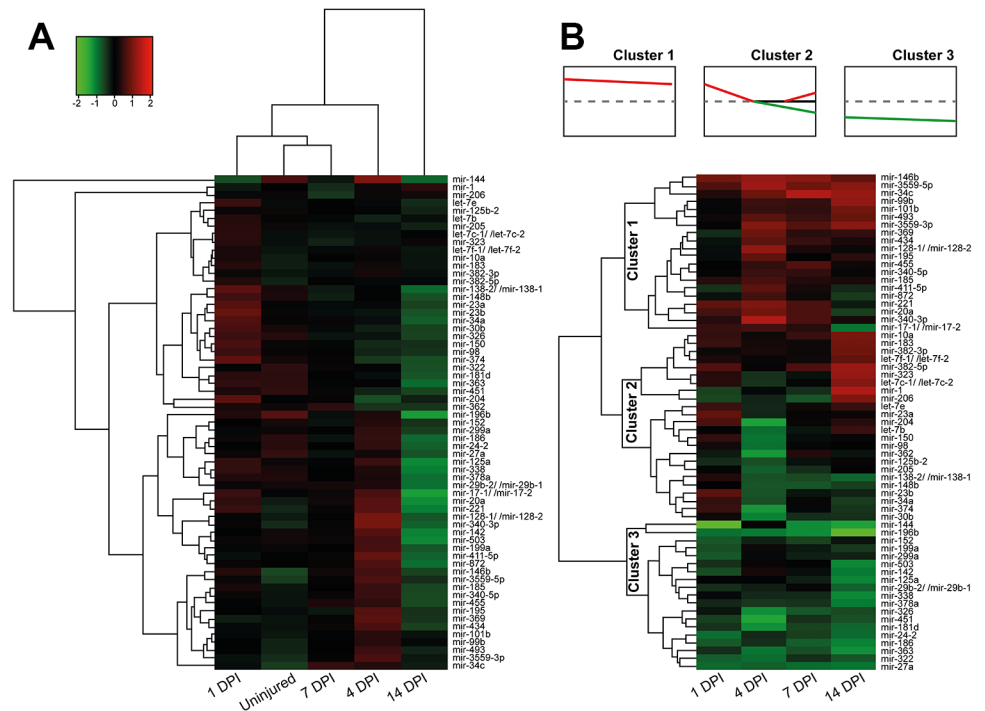 A
-2 -1 0 1 2
mir-144
mir-1
mir-206
let-7e
mir-125b-2
let-7b
mir-205
let-7c-1/ /let-7c-2
mir-323
let-7f-1/ /let-7f-2
mir-10a
mir-183
mir-382-3p
mir-382-5p
mir-138-2/ /mir-138-1
mir-148b
mir-23a
mir-23b
mir-34a
mir-30b
mir-326
mir-150
mir-98
mir-374
mir-322
mir-181d
mir-363
mir-451
mir-204
mir-362
mir-196b
mir-152
mir-299a
mir-186
mir-24-2
mir-27a
mir-125a
mir-338
mir-378a
mir-29b-2/ /mir-29b-1
mir-17-1/ /mir-17-2
mir-20a
mir-221
mir-128-1/ /mir-128-2
mir-340-3p
mir-142
mir-503
mir-199a
mir-411-5p
mir-872
mir-146b
mir-3559-5p
mir-185
mir-340-5p
mir-455
mir-195
mir-369
mir-434
mir-101b
mir-99b
mir-493
mir-3559-3p
mir-34c
1 DPI Uninjured 7 DPI 4 DPI 14 DPI
B
Cluster 1 Cluster 2 Cluster 3
mir-146b
mir-3559-5p
mir-34c
mir-99b
mir-101b
mir-493
mir-3559-3p
mir-369
mir-434
mir-128-1/ /mir-128-2
mir-195
mir-455
mir-340-5p
mir-185
mir-411-5p
mir-872
mir-221
mir-20a
mir-340-3p
mir-17-1/ /mir-17-2
mir-10a
mir-183
mir-382-3p
let-7f-1/ /let-7f-2
mir-382-5p
mir-323
let-7c-1/ /let-7c-2
mir-1
mir-206
let-7e
mir-23a
mir-204
let-7b
mir-150
mir-98
mir-362
mir-125b-2
mir-205
mir-138-2/ /mir-138-1
mir-148b
mir-23b
mir-34a
mir-374
mir-30b
mir-144
mir-196b
mir-152
mir-199a
mir-299a
mir-503
mir-142
mir-125a
mir-29b-2/ /mir-29b-1
mir-338
mir-378a
mir-326
mir-451
mir-181d
mir-24-2
mir-186
mir-363
mir-322
mir-27a
Cluster 1
Cluster 2
Cluster 3
1 DPI 4 DPI 7 DPI 14 DPI